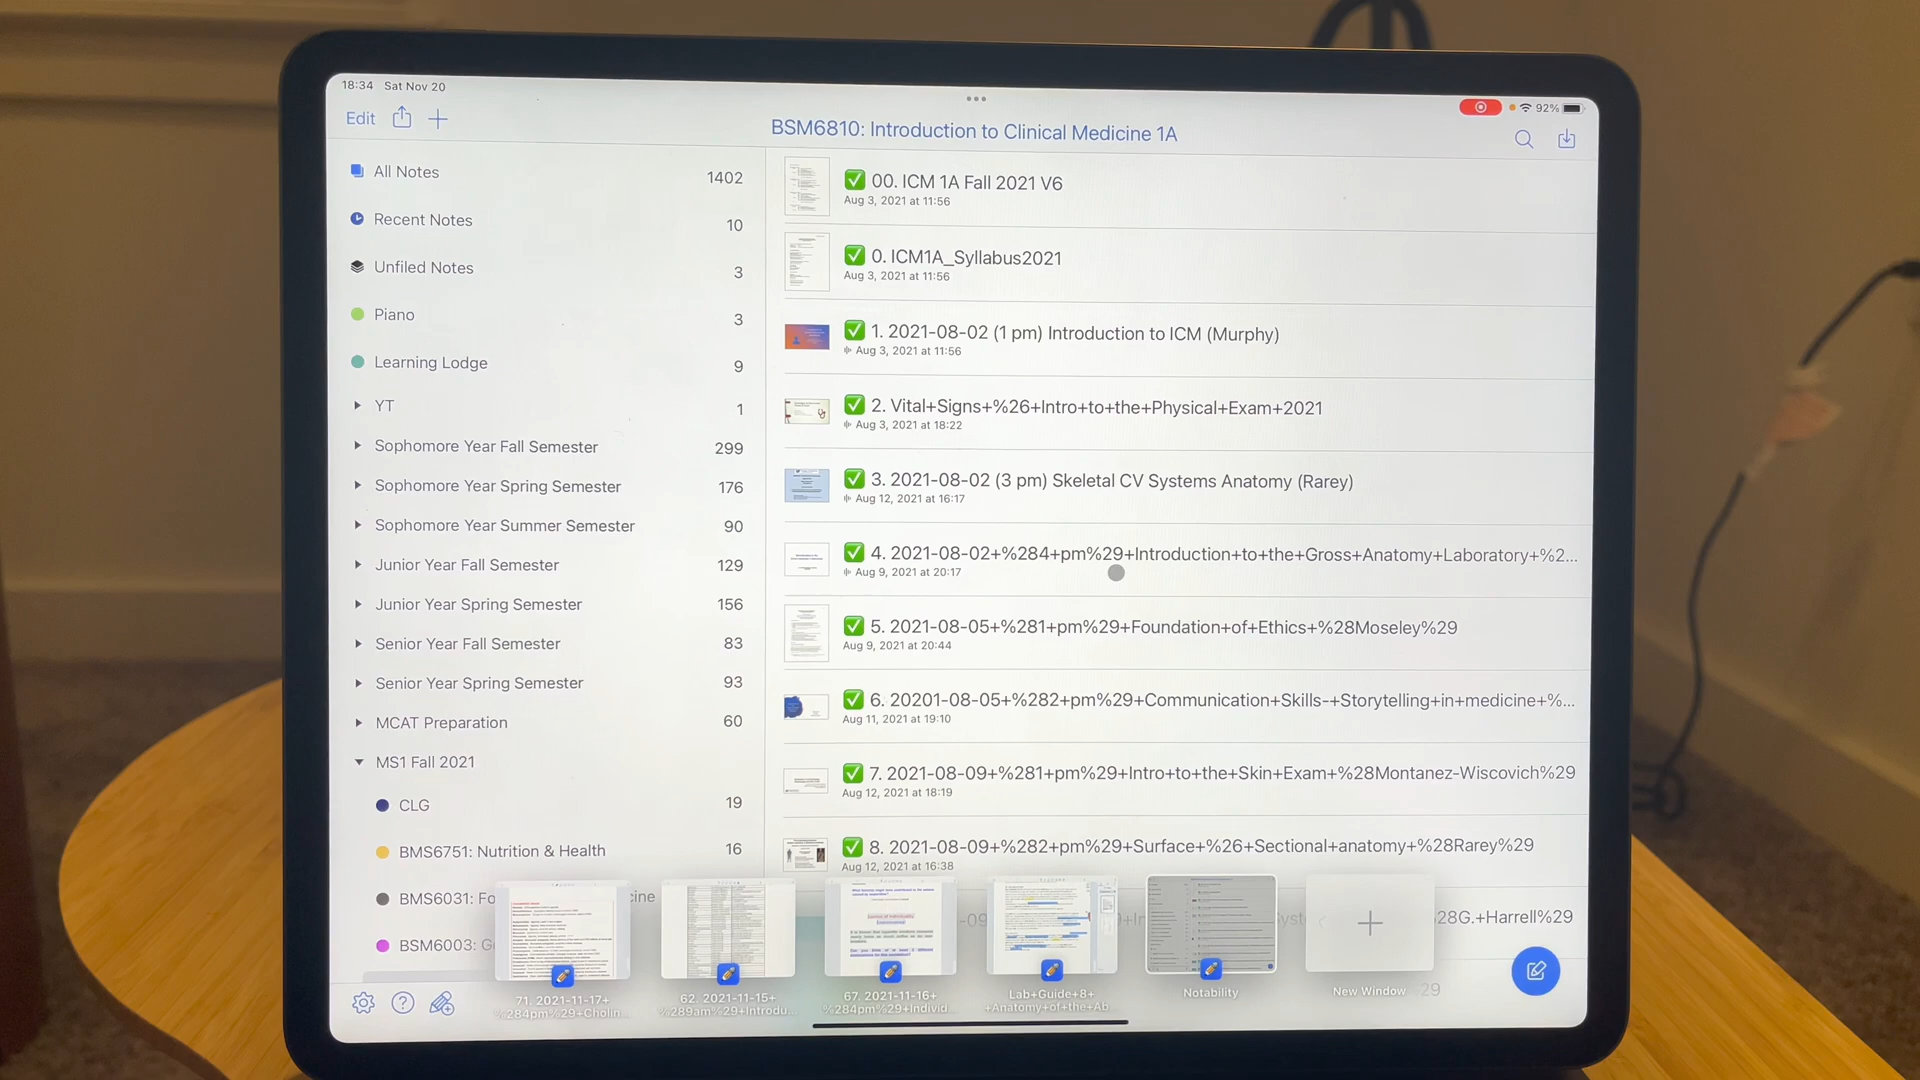 18:34 Sat Nov 20
92%
Edit
BSM6810: Introduction to Clinical Medicine 1A
All Notes 1402
Recent Notes 10
Unfiled Notes 3
Piano 3
Learning Lodge 9
YT 1
Sophomore Year Fall Semester 299
Sophomore Year Spring Semester 176
Sophomore Year Summer Semester 90
Junior Year Fall Semester 129
Junior Year Spring Semester 156
Senior Year Fall Semester 83
Senior Year Spring Semester 93
MCAT Preparation 60
MS1 Fall 2021
CLG 19
BMS6751: Nutrition & Health 16
BMS6031: Fo cine
BSM6003: G
✅ 00. ICM 1A Fall 2021 V6
Aug 3, 2021 at 11:56
✅ 0. ICM1A_Syllabus2021
Aug 3, 2021 at 11:56
✅ 1. 2021-08-02 (1 pm) Introduction to ICM (Murphy)
Aug 3, 2021 at 11:56
✅ 2. Vital+Signs+%26+Intro+to+the+Physical+Exam+2021
Aug 3, 2021 at 18:22
✅ 3. 2021-08-02 (3 pm) Skeletal CV Systems Anatomy (Rarey)
Aug 12, 2021 at 16:17
✅ 4. 2021-08-02+%284+pm%29+Introduction+to+the+Gross+Anatomy+Laboratory+%2...
Aug 9, 2021 at 20:17
✅ 5. 2021-08-05+%281+pm%29+Foundation+of+Ethics+%28Moseley%29
Aug 9, 2021 at 20:44
✅ 6. 20201-08-05+%282+pm%29+Communication+Skills-+Storytelling+in+medicine+%...
Aug 11, 2021 at 19:10
✅ 7. 2021-08-09+%281+pm%29+Intro+to+the+Skin+Exam+%28Montanez-Wiscovich%29
Aug 12, 2021 at 18:19
✅ 8. 2021-08-09+%282+pm%29+Surface+%26+Sectional+anatomy+%28Rarey%29
Aug 12, 2021 at 16:38
-09 28G.+Harrell%29
71. 2021-11-17+
%284pm%29+Cholin...
62. 2021-11-15+
%289am%29+Introdu...
67. 2021-11-16+
%284pm%29+Individ...
Lab+Guide+8+
+Anatomy+of+the+Ab...
Notability
New Window
29